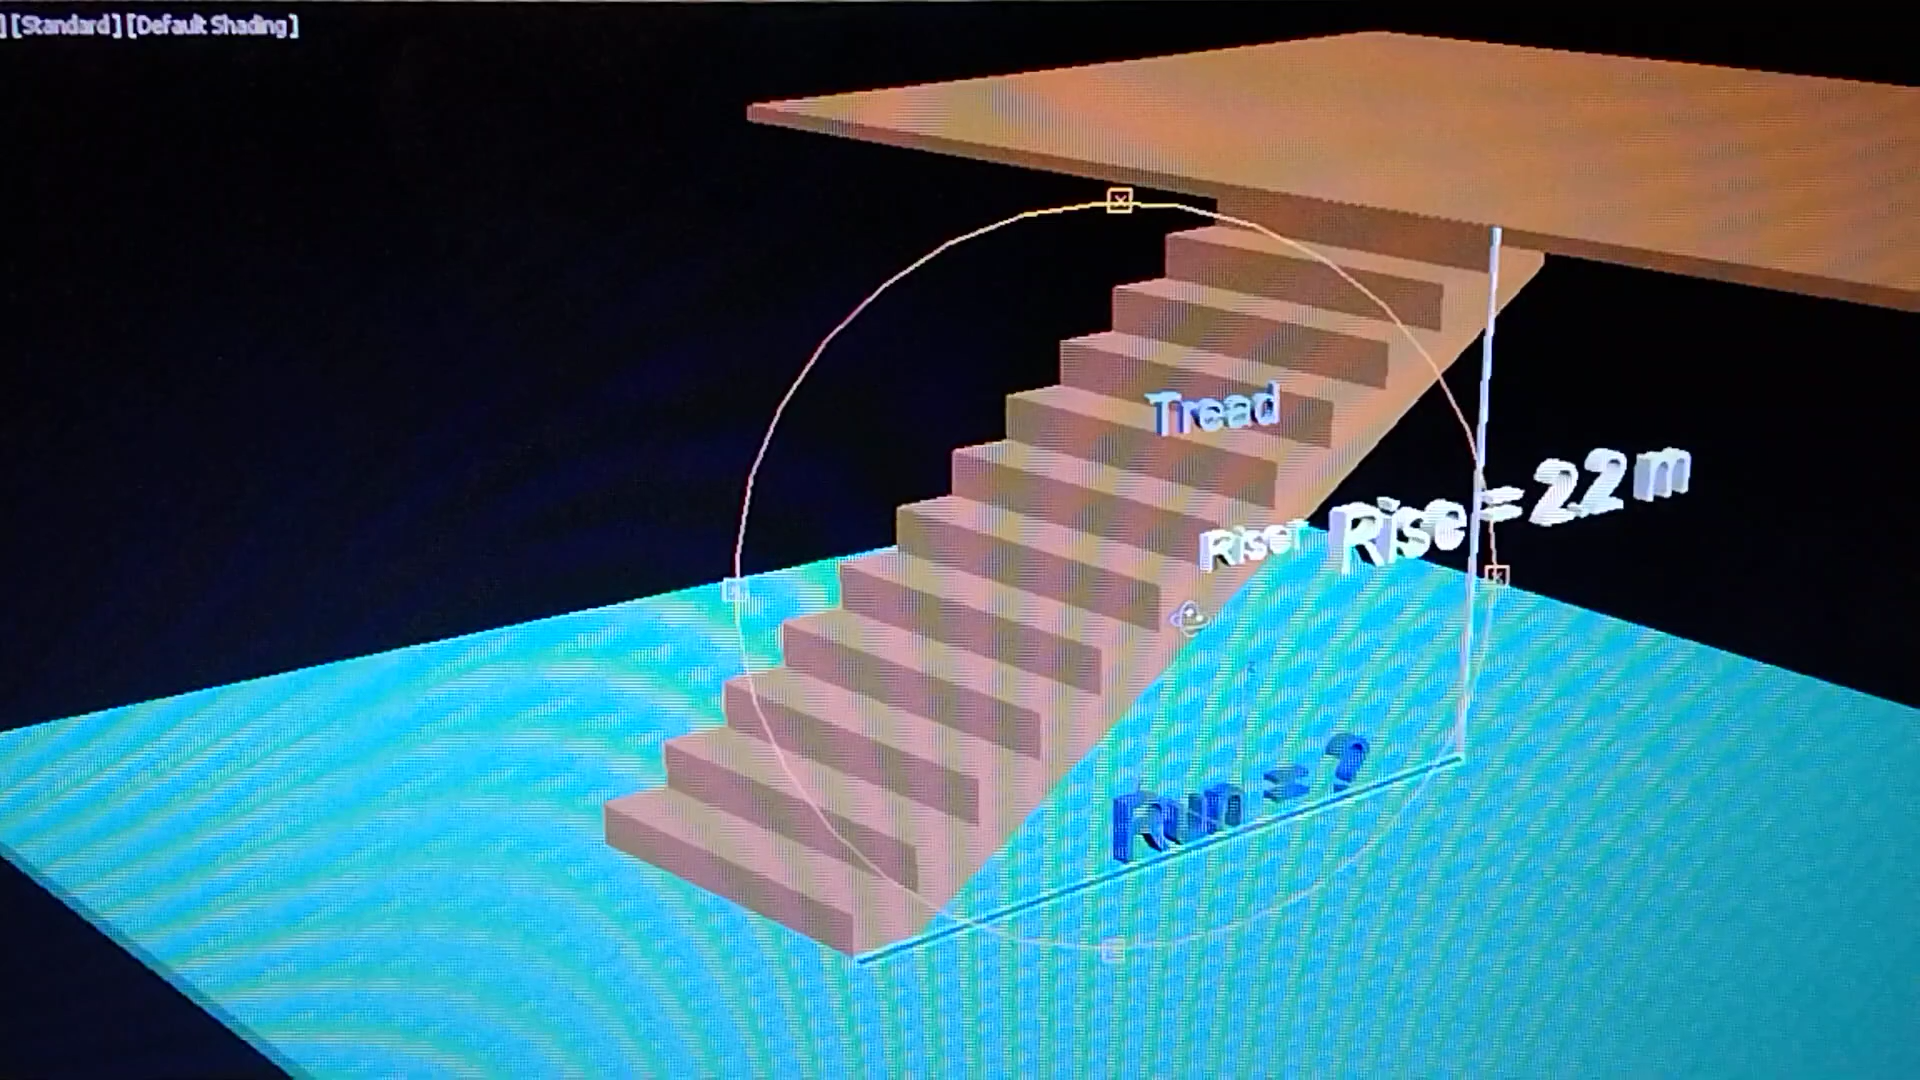 ] [Standard] [Default Shading]
Tread
Riser
Rise = 2.2 m
Run = ?